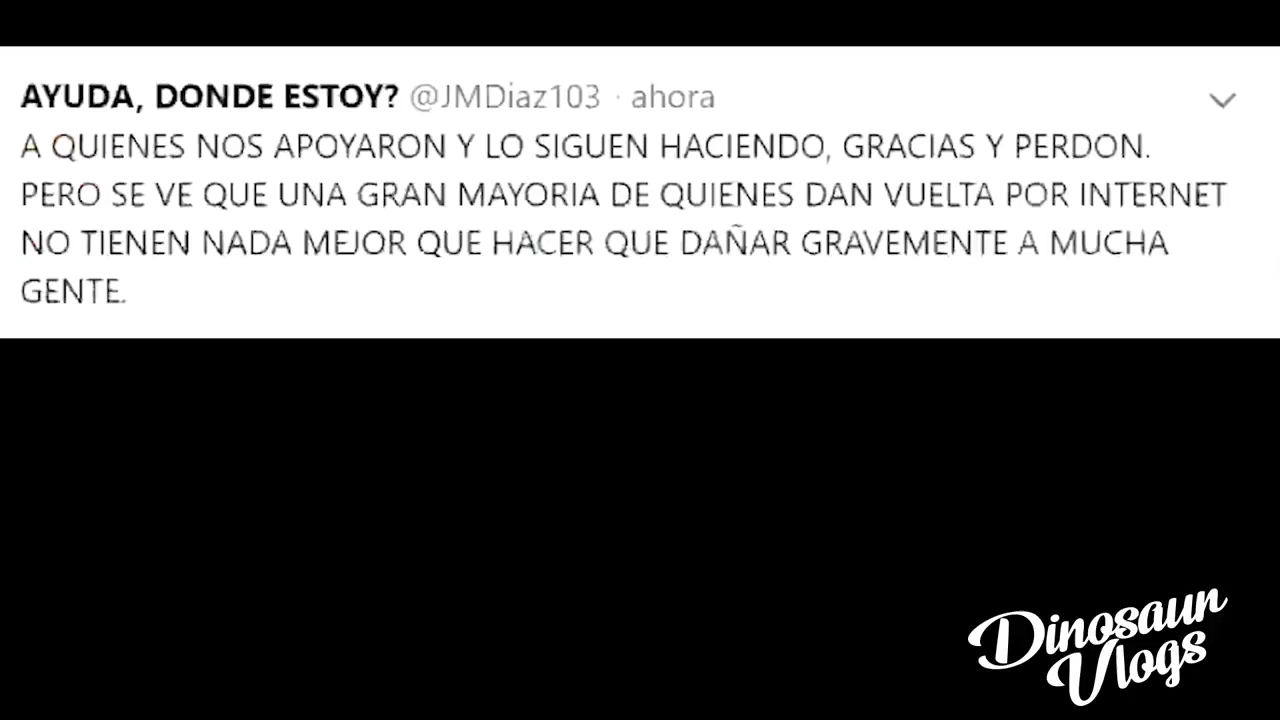 AYUDA, DONDE ESTOY? @JMDiaz103 · ahora
A QUIENES NOS APOYARON Y LO SIGUEN HACIENDO, GRACIAS Y PERDON.
PERO SE VE QUE UNA GRAN MAYORIA DE QUIENES DAN VUELTA POR INTERNET
NO TIENEN NADA MEJOR QUE HACER QUE DAÑAR GRAVEMENTE A MUCHA
GENTE.
Dinosaun
Vlogs